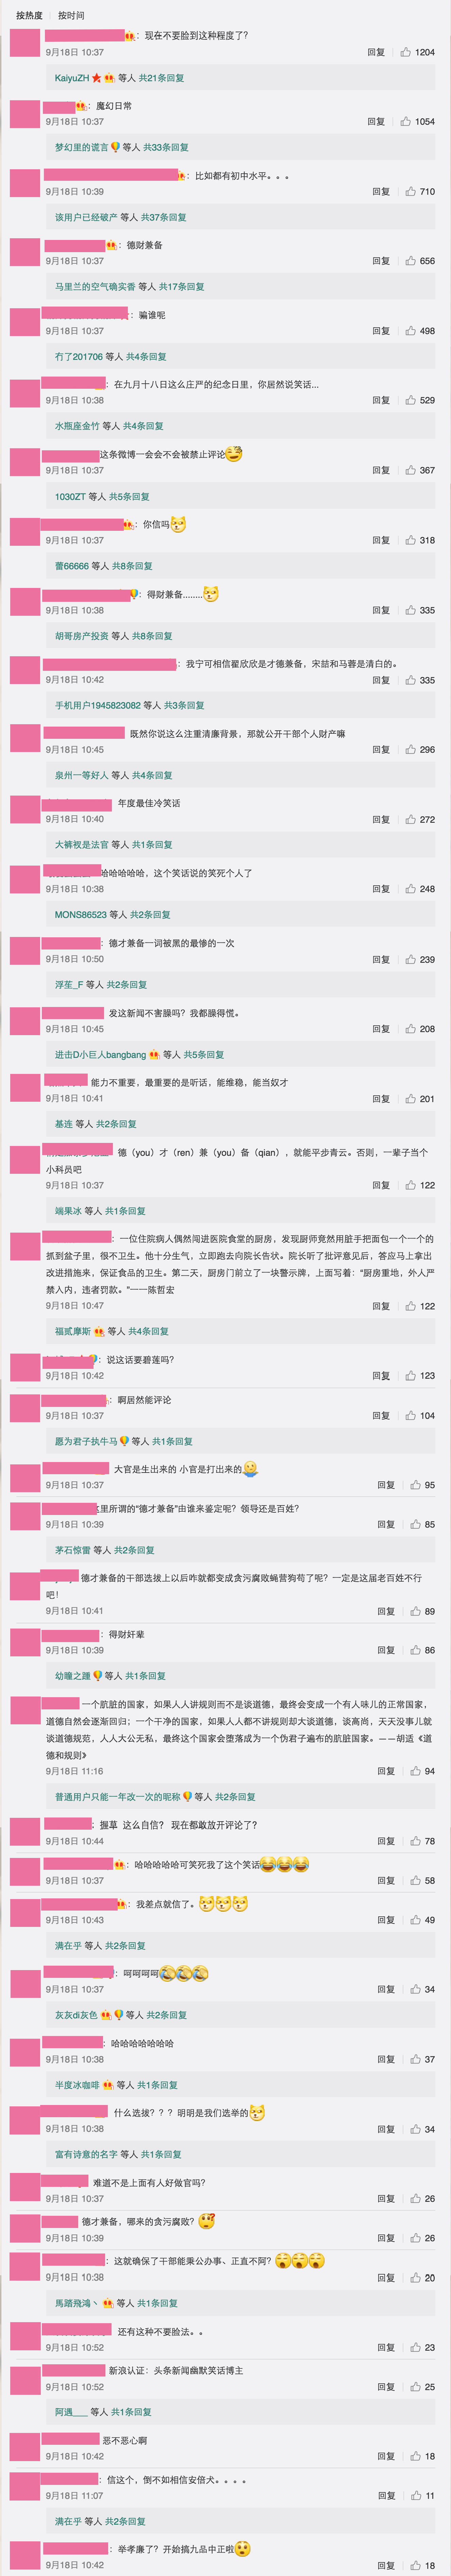 按热度 按时间
：现在不要脸到这种程度了？
9月18日 10:37 回复 1204
KaiyuZH 等人 共21条回复
：魔幻日常
9月18日 10:37 回复 1054
梦幻里的谎言 等人 共33条回复
：比如都有初中水平。。。
9月18日 10:39 回复 710
该用户已经破产 等人 共37条回复
：德财兼备
9月18日 10:37 回复 656
马里兰的空气确实香 等人 共17条回复
：骗谁呢
9月18日 10:37 回复 498
冇了201706 等人 共4条回复
：在九月十八日这么庄严的纪念日里，你居然说笑话...
9月18日 10:38 回复 529
水瓶座金竹 等人 共4条回复
这条微博一会会不会被禁止评论
9月18日 10:37 回复 367
1030ZT 等人 共5条回复
：你信吗
9月18日 10:37 回复 318
蕾66666 等人 共8条回复
：得财兼备........
9月18日 10:38 回复 335
胡哥房产投资 等人 共8条回复
：我宁可相信翟欣欣是才德兼备，宋喆和马蓉是清白的。
9月18日 10:42 回复 335
手机用户1945823082 等人 共3条回复
既然你说这么注重清廉背景，那就公开干部个人财产嘛
9月18日 10:45 回复 296
泉州一等好人 等人 共4条回复
年度最佳冷笑话
9月18日 10:40 回复 272
大裤衩是法官 等人 共1条回复
哈哈哈哈哈，这个笑话说的笑死个人了
9月18日 10:38 回复 248
MONS86523 等人 共2条回复
：德才兼备一词被黑的最惨的一次
9月18日 10:50 回复 239
浮笙_F 等人 共2条回复
发这新闻不害臊吗？我都臊得慌。
9月18日 10:45 回复 208
进击D小巨人bangbang 等人 共5条回复
能力不重要，最重要的是听话，能维稳，能当奴才
9月18日 10:41 回复 201
基连 等人 共2条回复
德（you）才（ren）兼（you）备（qian），就能平步青云。否则，一辈子当个
小科员吧
9月18日 10:37 回复 122
端果冰 等人 共1条回复
：一位住院病人偶然闯进医院食堂的厨房，发现厨师竟然用脏手把面包一个一个的
抓到盆子里，很不卫生。他十分生气，立即跑去向院长告状。院长听了批评意见后，答应马上拿出
改进措施来，保证食品的卫生。第二天，厨房门前立了一块警示牌，上面写着：“厨房重地，外人严
禁入内，违者罚款。”一一陈哲宏
9月18日 10:47 回复 122
福贰摩斯 等人 共4条回复
：说这话要碧莲吗？
9月18日 10:42 回复 123
：啊居然能评论
9月18日 10:37 回复 104
愿为君子执牛马 等人 共1条回复
大官是生出来的 小官是打出来的
9月18日 10:37 回复 95
里所谓的“德才兼备”由谁来鉴定呢？领导还是百姓？
9月18日 10:39 回复 85
茅石惊雷 等人 共2条回复
德才兼备的干部选拔上以后咋就都变成贪污腐败蝇营狗苟了呢？一定是这届老百姓不行
吧！
9月18日 10:41 回复 89
：得财奸辈
9月18日 10:39 回复 86
幼瞳之踵 等人 共1条回复
一个肮脏的国家，如果人人讲规则而不是谈道德，最终会变成一个有人味儿的正常国家，
道德自然会逐渐回归；一个干净的国家，如果人人都不讲规则却大谈道德，谈高尚，天天没事儿就
谈道德规范，人人大公无私，最终这个国家会堕落成为一个伪君子遍布的肮脏国家。——胡适《道
德和规则》
9月18日 11:16 回复 94
普通用户只能一年改一次的昵称 等人 共2条回复
：握草 这么自信？ 现在都敢放开评论了？
9月18日 10:44 回复 78
：哈哈哈哈哈可笑死我了这个笑话
9月18日 10:37 回复 58
：我差点就信了。
9月18日 10:43 回复 49
满在乎 等人 共2条回复
：呵呵呵呵
9月18日 10:37 回复 34
灰灰di灰色 等人 共2条回复
：哈哈哈哈哈哈哈
9月18日 10:38 回复 37
半度冰咖啡 等人 共1条回复
什么选拔？？？明明是我们选举的
9月18日 10:38 回复 34
富有诗意的名字 等人 共1条回复
难道不是上面有人好做官吗？
9月18日 10:37 回复 26
德才兼备，哪来的贪污腐败？
9月18日 10:39 回复 26
：这就确保了干部能秉公办事、正直不阿？
9月18日 10:38 回复 20
馬踏飛鴻丶 等人 共1条回复
还有这种不要脸法。。
9月18日 10:52 回复 23
新浪认证：头条新闻幽默笑话博主
9月18日 10:52 回复 25
阿遇___ 等人 共1条回复
恶不恶心啊
9月18日 10:42 回复 18
：信这个，倒不如相信安倍犬。。。。
9月18日 11:07 回复 11
满在乎 等人 共2条回复
：举孝廉了？开始搞九品中正啦
9月18日 10:42 回复 18